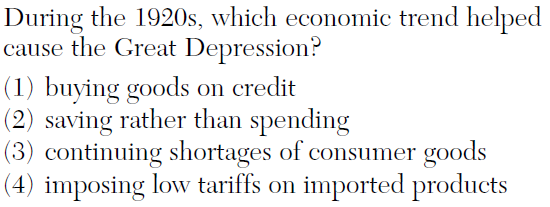 During the 1920s, which economic trend helped
cause the Great Depression?
(1) buying goods on credit
(2) saving rather than spending
(3) continuing shortages of consumer goods
(4) imposing low tariffs on imported products